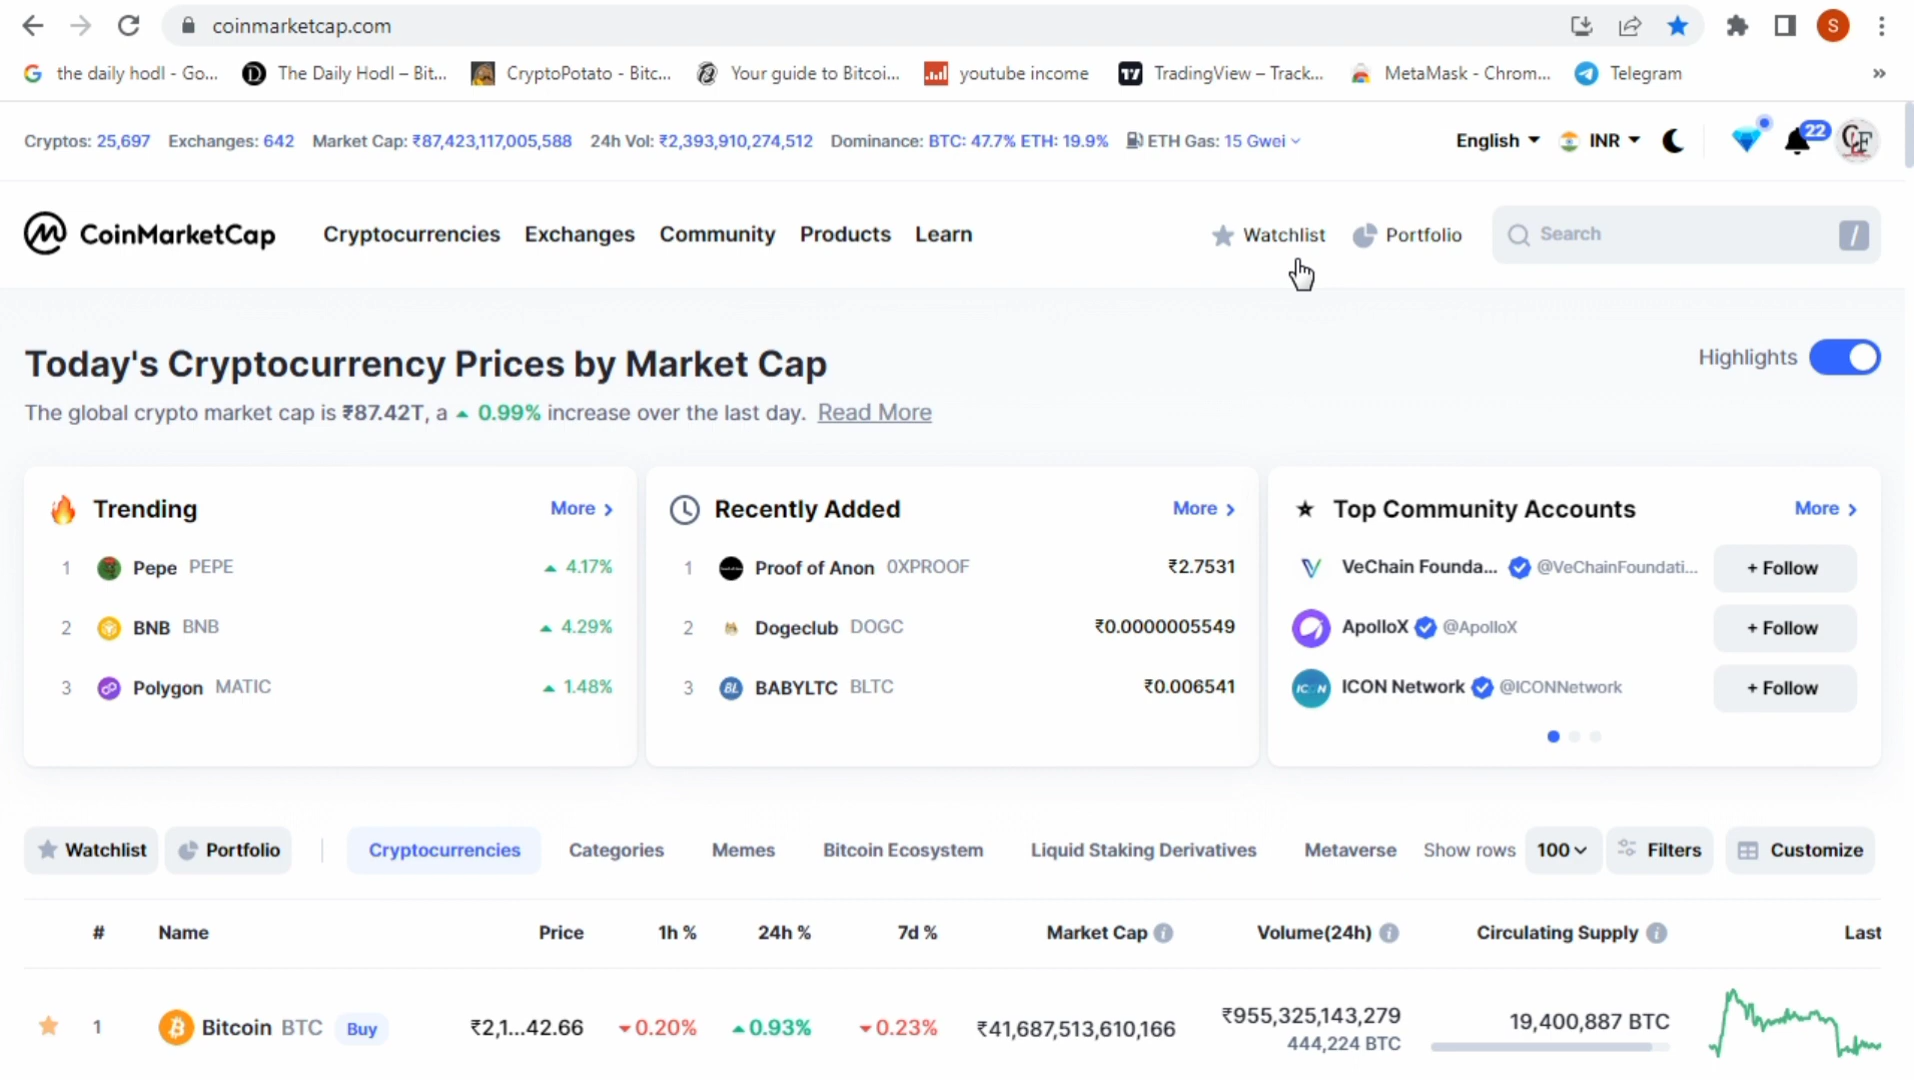 coinmarketcap.com
S
the daily hodl - Go...
The Daily Hodl – Bit...
CryptoPotato - Bitc...
Your guide to Bitcoi...
youtube income
TradingView – Track...
MetaMask - Chrom...
Telegram
»
Cryptos: 25,697 Exchanges: 642 Market Cap: ₹87,423,117,005,588 24h Vol: ₹2,393,910,274,512 Dominance: BTC: 47.7% ETH: 19.9% ETH Gas: 15 Gwei
English INR 22
CoinMarketCap Cryptocurrencies Exchanges Community Products Learn Watchlist Portfolio Search /
Today's Cryptocurrency Prices by Market Cap
Highlights
The global crypto market cap is ₹87.42T, a 0.99% increase over the last day. Read More
Trending More
1 Pepe PEPE 4.17%
2 BNB BNB 4.29%
3 Polygon MATIC 1.48%
Recently Added More
1 Proof of Anon 0XPROOF ₹2.7531
2 Dogeclub DOGC ₹0.0000005549
3 BABYLTC BLTC ₹0.006541
Top Community Accounts More
VeChain Founda... @VeChainFoundati... + Follow
ApolloX @ApolloX + Follow
ICON Network @ICONNetwork + Follow
Watchlist Portfolio Cryptocurrencies Categories Memes Bitcoin Ecosystem Liquid Staking Derivatives Metaverse Show rows 100 Filters Customize
# Name Price 1h % 24h % 7d % Market Cap Volume(24h) Circulating Supply Last
1 Bitcoin BTC Buy ₹2,1...42.66 0.20% 0.93% 0.23% ₹41,687,513,610,166 ₹955,325,143,279 19,400,887 BTC
444,224 BTC